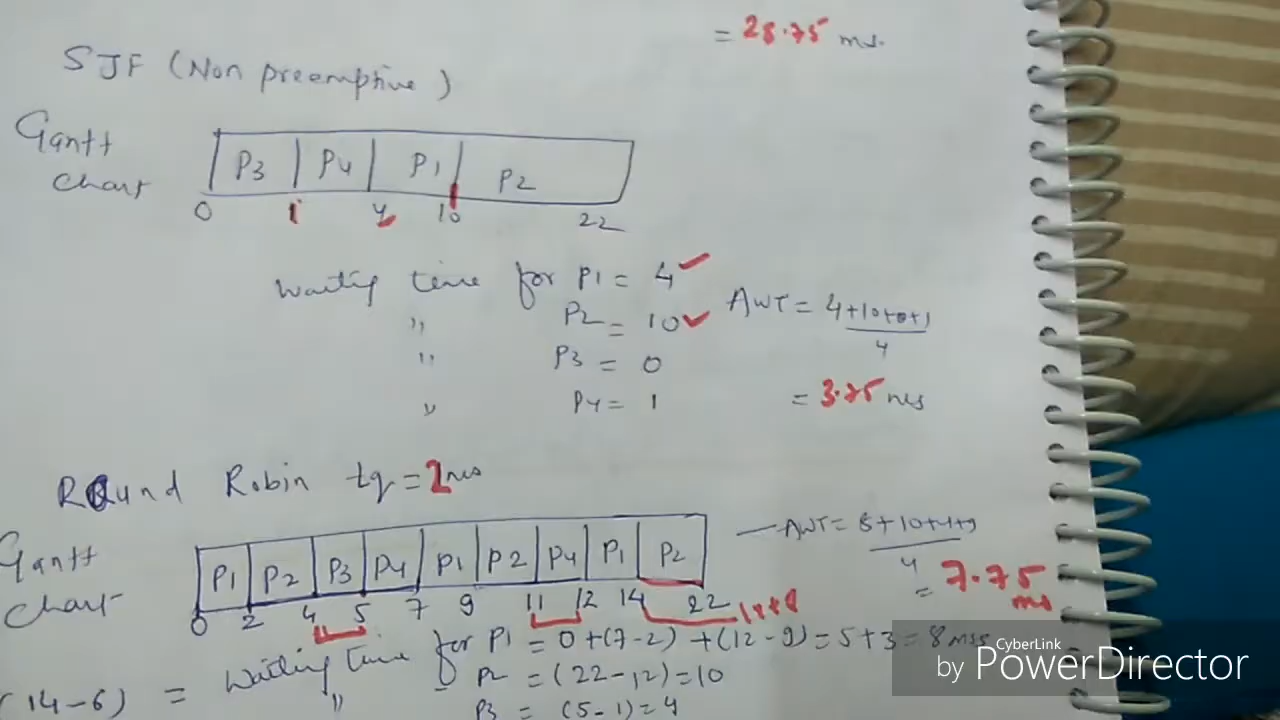 = 28.75 ms.
SJF (Non preemptive)
Gantt chart
P3 P4 P1 P2
0 1 4 10 22
Waiting time for P1 = 4
" P2 = 10
" P3 = 0
" P4 = 1
AWT = 4+10+0+1
4
= 3.75 ms
Round Robin tq = 2ms
Gantt chart
P1 P2 P3 P4 P1 P2 P4 P1 P2
0 2 4 5 7 9 11 12 14 22
— AWT = 8+10+4+9
4
= 7.75 ms
Waiting time for P1 = 0+(7-2)+(12-9) = 5+3 = 8 ms
(14-6) = " P2 = (22-12) = 10
P3 = (5-1) = 4
CyberLink
by PowerDirector